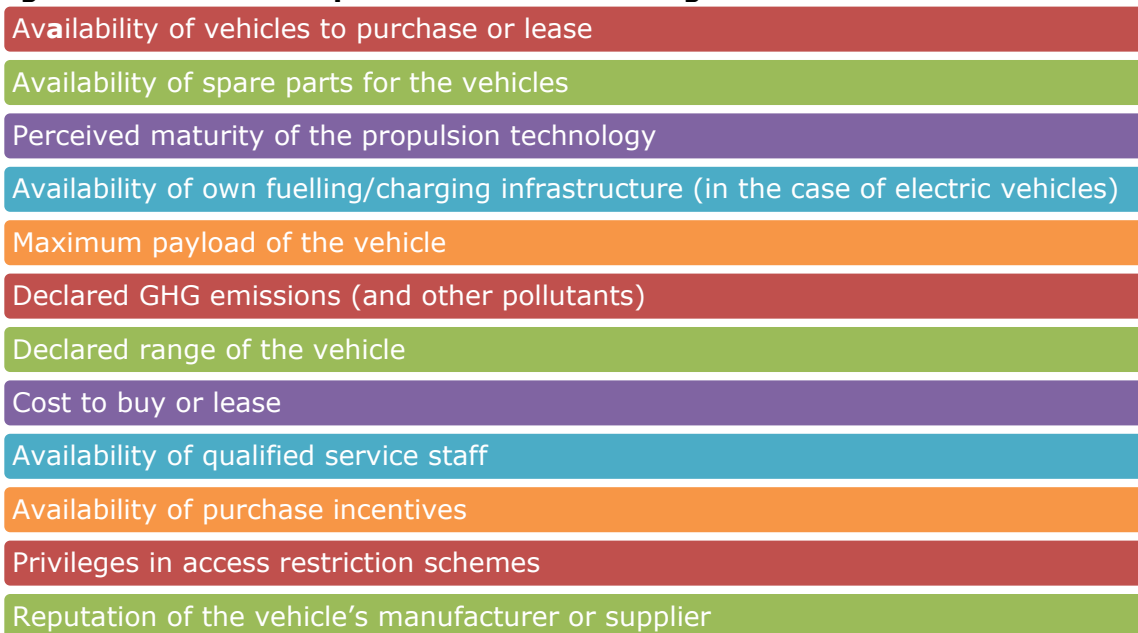 Availability of vehicles to purchase or lease
Availability of spare parts for the vehicles
Perceived maturity of the propulsion technology
Availability of own fuelling/charging infrastructure (in the case of electric vehicles)
Maximum payload of the vehicle
Declared GHG emissions (and other pollutants)
Declared range of the vehicle
Cost to buy or lease
Availability of qualified service staff
Availability of purchase incentives
Privileges in access restriction schemes
Reputation of the vehicle’s manufacturer or supplier